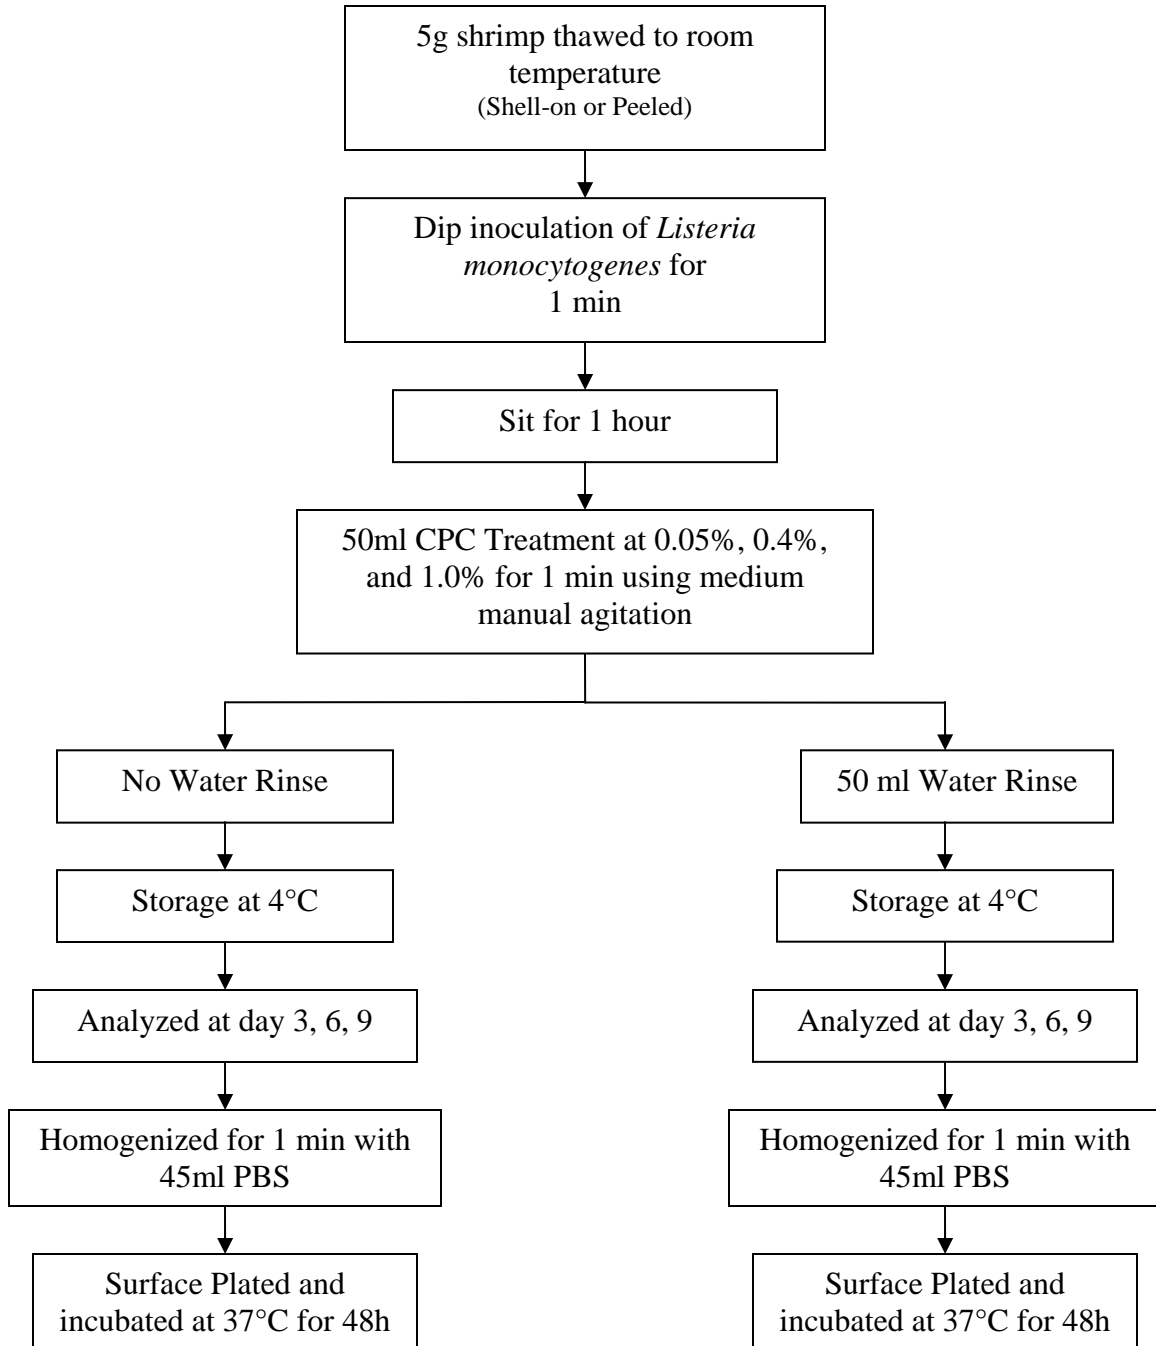 5g shrimp thawed to room
temperature
(Shell-on or Peeled)
Dip inoculation of Listeria
monocytogenes for
1 min
Sit for 1 hour
50ml CPC Treatment at 0.05%, 0.4%,
and 1.0% for 1 min using medium
manual agitation
No Water Rinse
50 ml Water Rinse
Storage at 4°C
Storage at 4°C
Analyzed at day 3, 6, 9
Analyzed at day 3, 6, 9
Homogenized for 1 min with
45ml PBS
Homogenized for 1 min with
45ml PBS
Surface Plated and
incubated at 37°C for 48h
Surface Plated and
incubated at 37°C for 48h